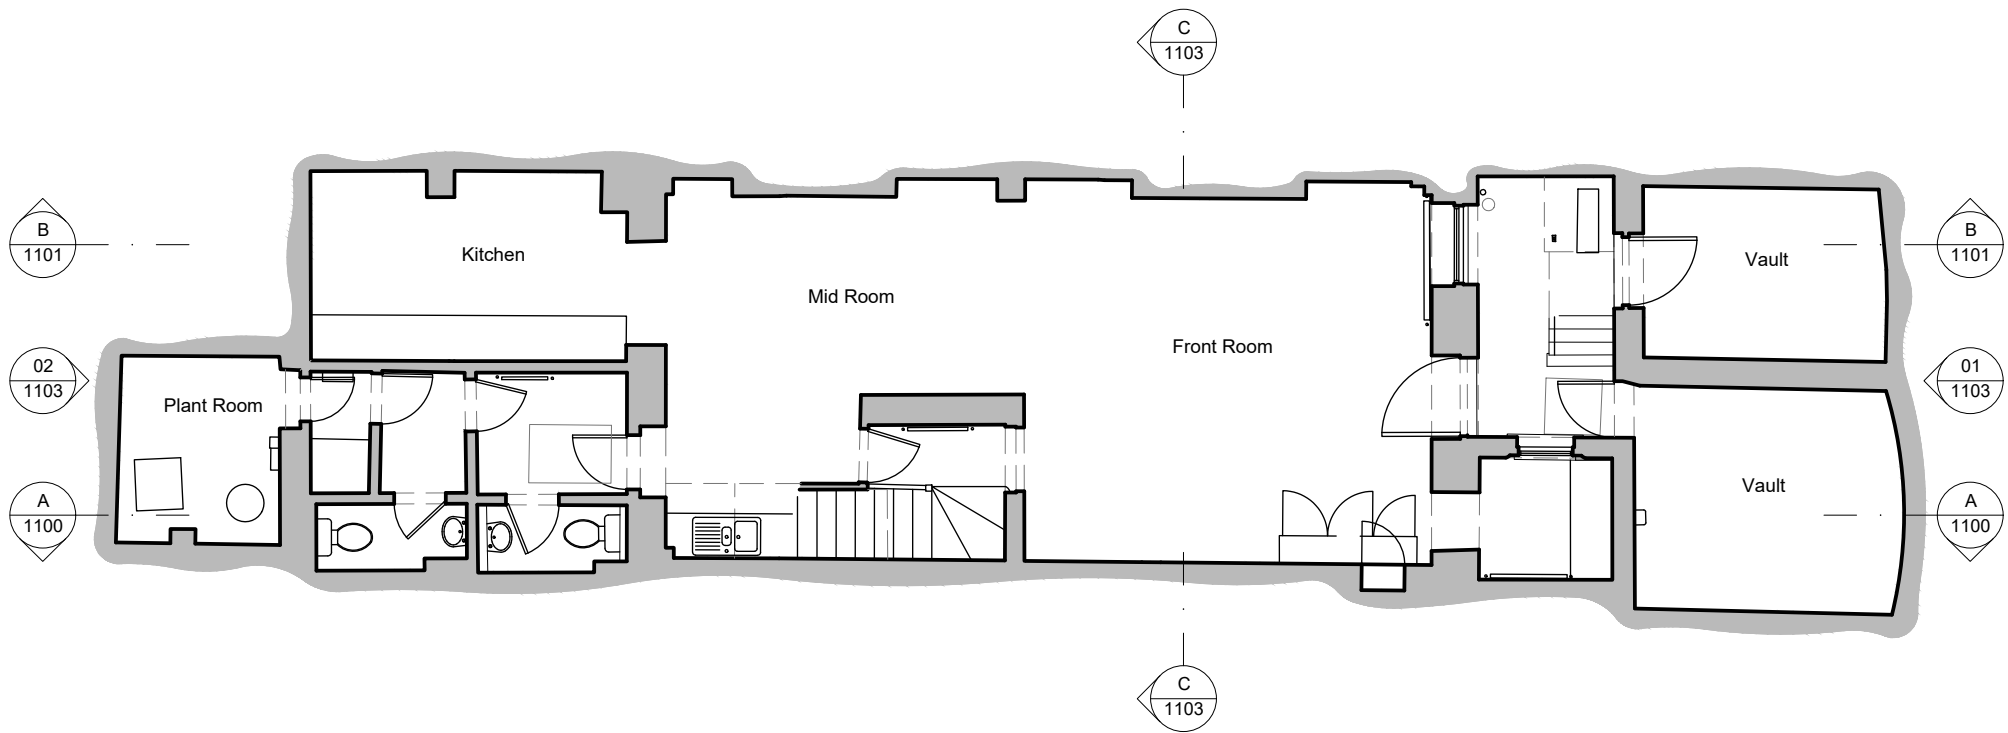 C
1103
B
1101
B
1101
Kitchen
Vault
Mid Room
Front Room
02
1103
01
1103
Plant Room
Vault
A
1100
A
1100
C
1103